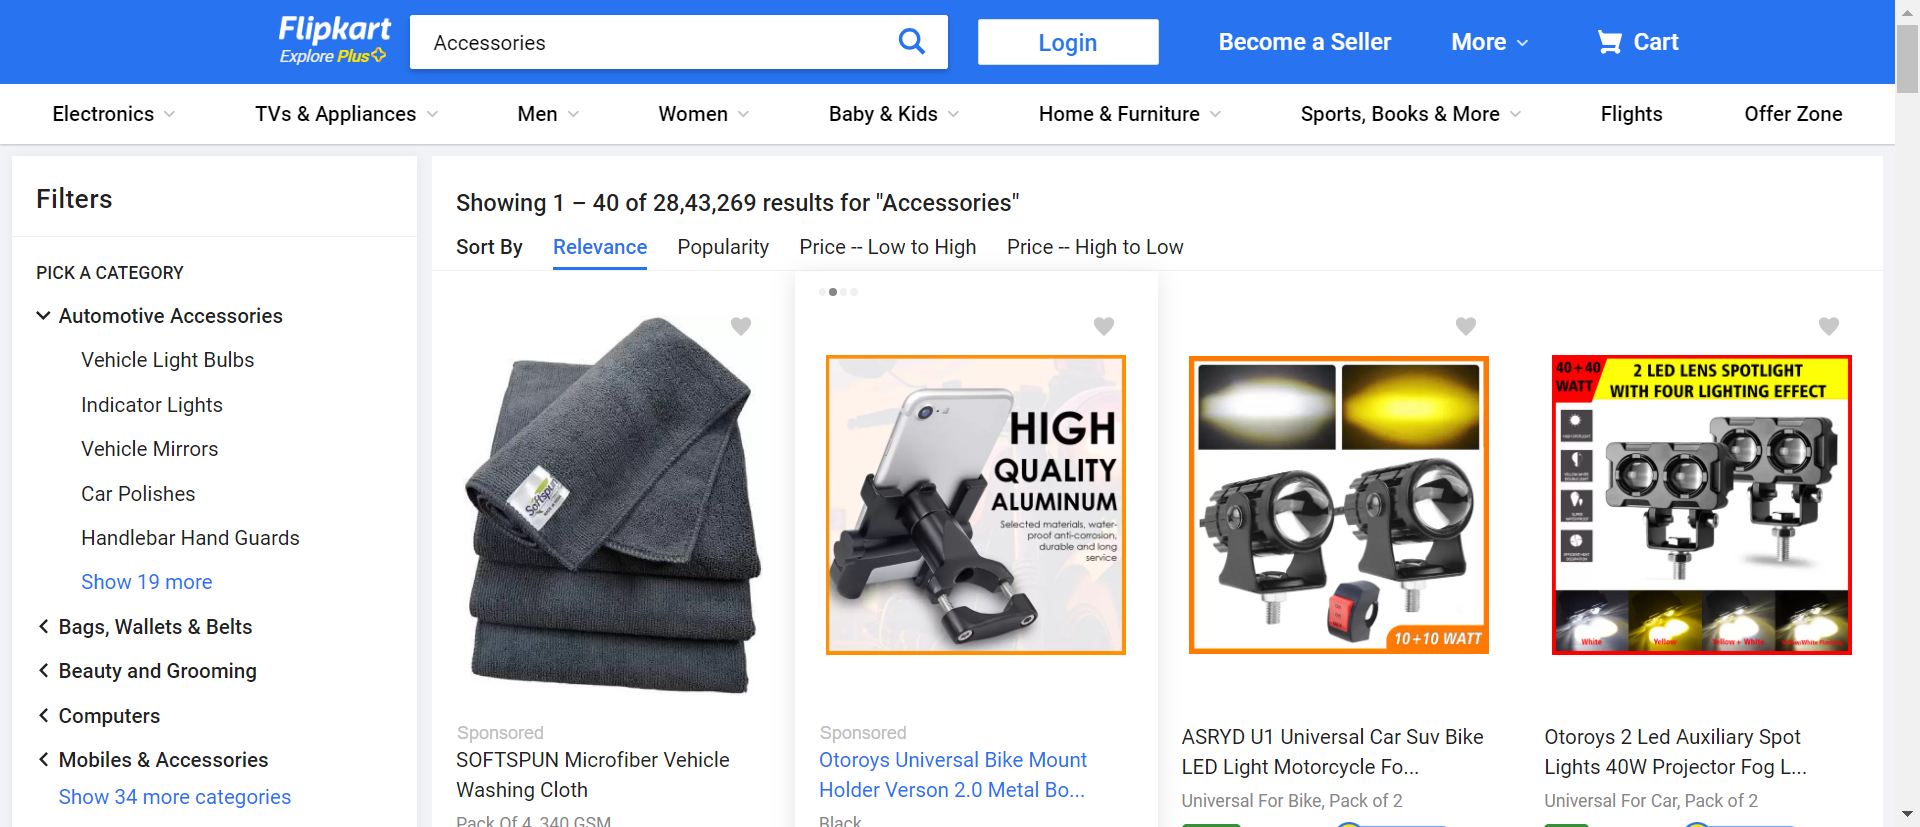 Flipkart
Explore Plus
Accessories
Login
Become a Seller
More
Cart
Electronics
TVs & Appliances
Men
Women
Baby & Kids
Home & Furniture
Sports, Books & More
Flights
Offer Zone
Filters
PICK A CATEGORY
Automotive Accessories
Vehicle Light Bulbs
Indicator Lights
Vehicle Mirrors
Car Polishes
Handlebar Hand Guards
Show 19 more
Bags, Wallets & Belts
Beauty and Grooming
Computers
Mobiles & Accessories
Show 34 more categories
Showing 1 – 40 of 28,43,269 results for "Accessories"
Sort By
Relevance
Popularity
Price -- Low to High
Price -- High to Low
Softspun
Sponsored
SOFTSPUN Microfiber Vehicle
Washing Cloth
Pack Of 4, 340 GSM
HIGH
QUALITY
ALUMINUM
Selected materials, water-
proof anti-corrosion,
durable and long
service
Sponsored
Otoroys Universal Bike Mount
Holder Verson 2.0 Metal Bo...
Black
10+10 WATT
ASRYD U1 Universal Car Suv Bike
LED Light Motorcycle Fo...
Universal For Bike, Pack of 2
40+40
WATT
2 LED LENS SPOTLIGHT
WITH FOUR LIGHTING EFFECT
White
Yellow
Yellow + White
Otoroys 2 Led Auxiliary Spot
Lights 40W Projector Fog L...
Universal For Car, Pack of 2